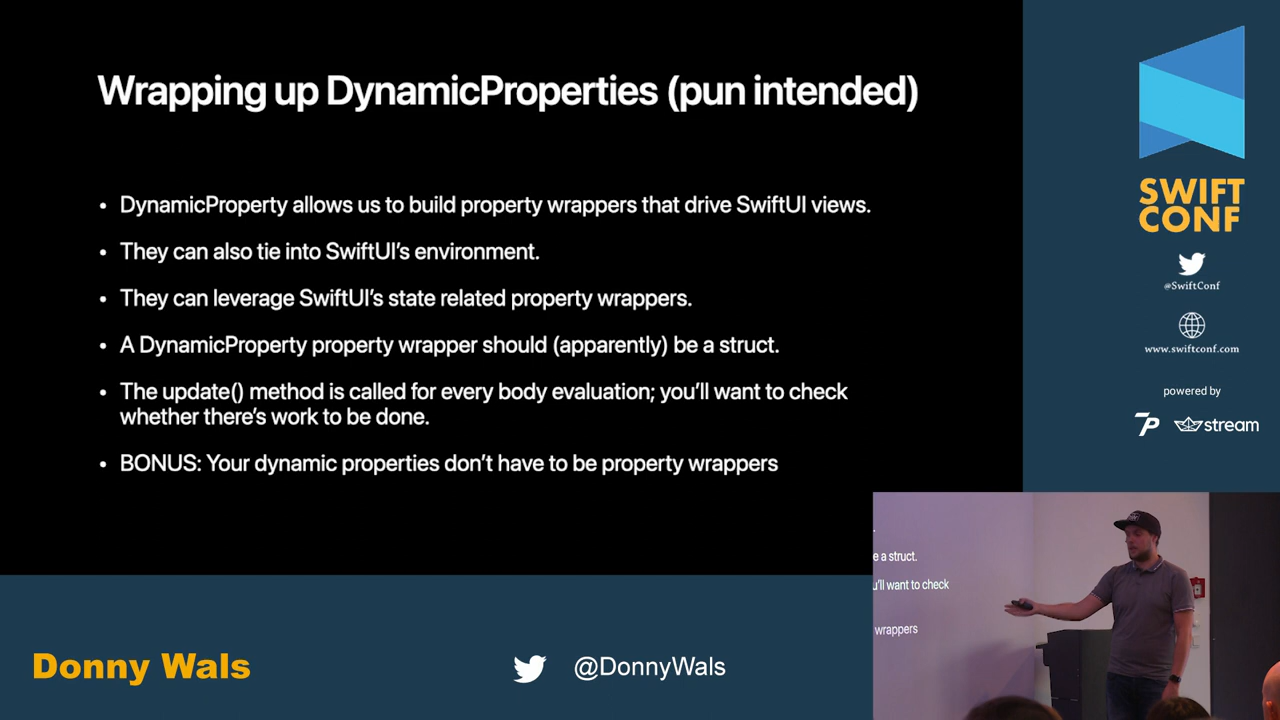 Wrapping up DynamicProperties (pun intended)
• DynamicProperty allows us to build property wrappers that drive SwiftUI views.
• They can also tie into SwiftUI's environment.
• They can leverage SwiftUI's state related property wrappers.
• A DynamicProperty property wrapper should (apparently) be a struct.
• The update() method is called for every body evaluation; you'll want to check
whether there's work to be done.
• BONUS: Your dynamic properties don't have to be property wrappers
SWIFT
CONF
@SwiftConf
www.swiftconf.com
powered by
7P stream
e a struct.
u'll want to check
wrappers
Donny Wals
@DonnyWals